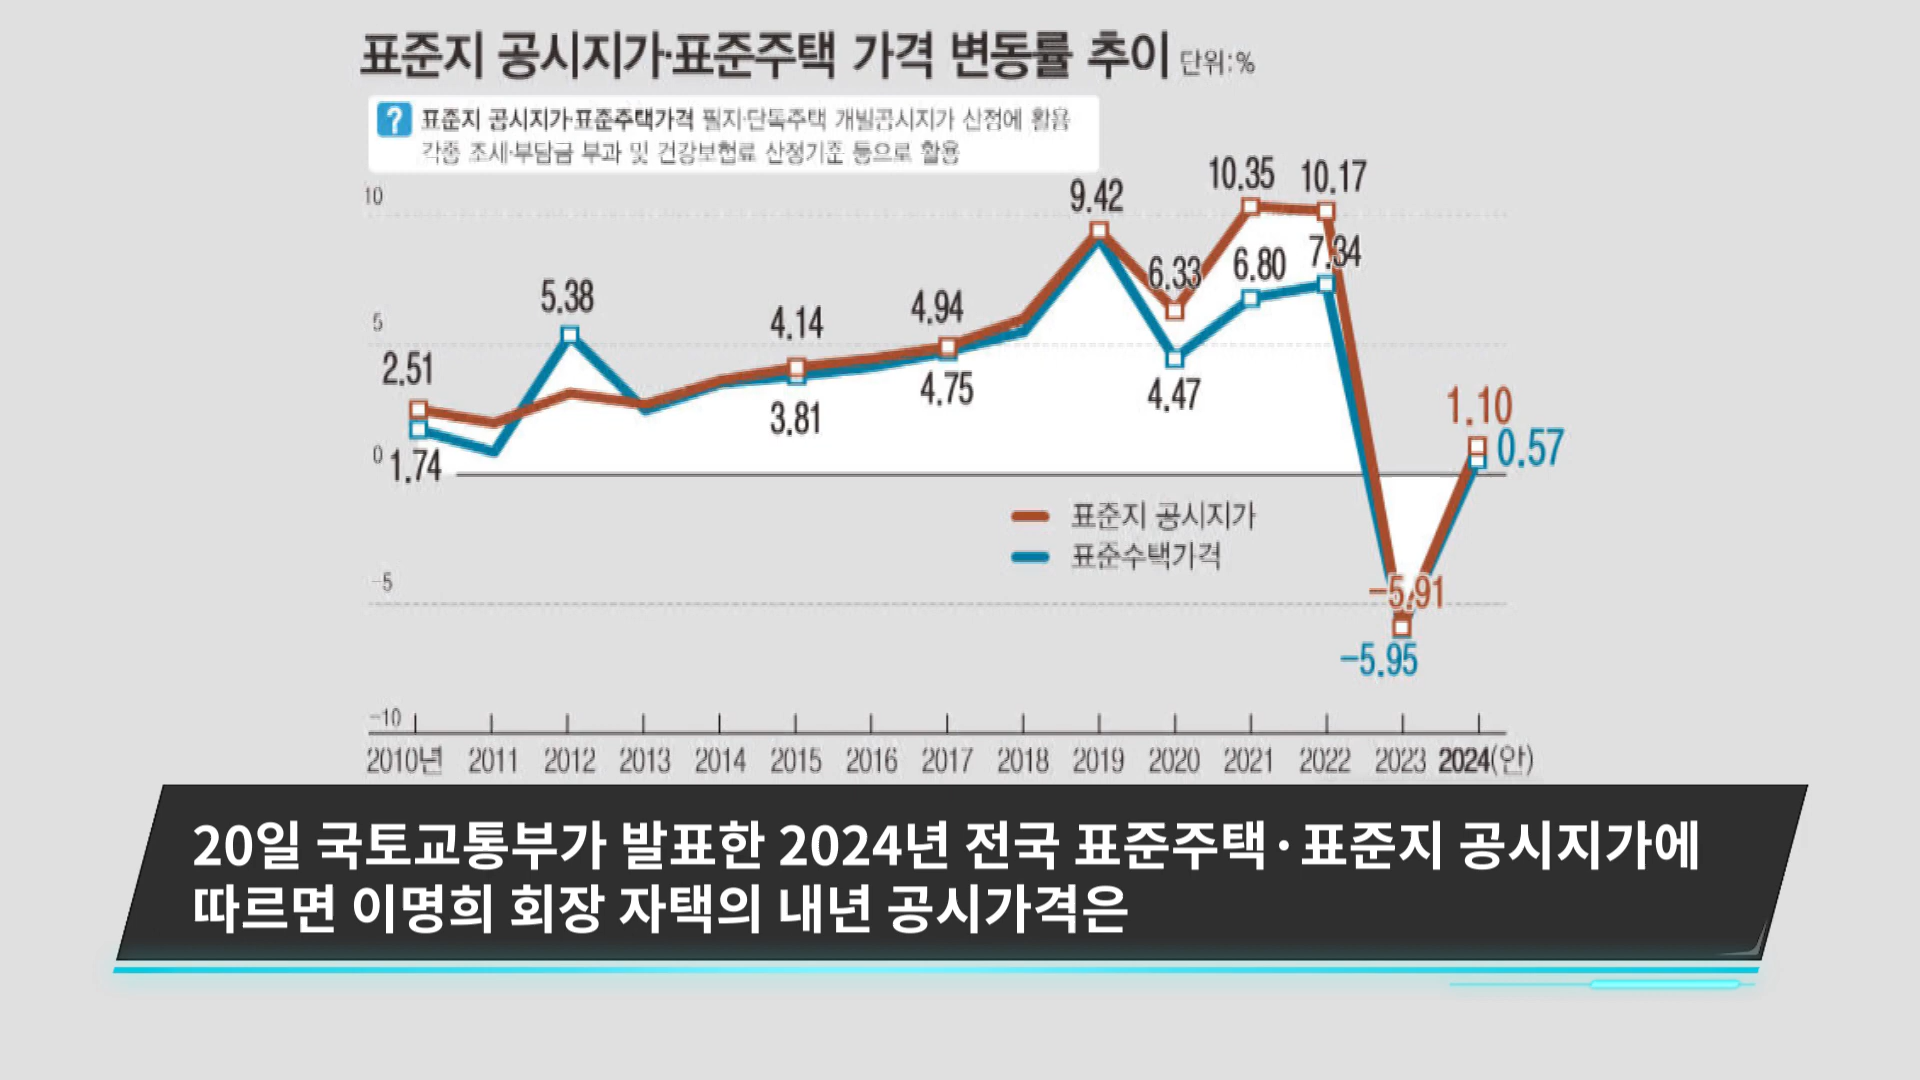 표준지 공시지가·표준주택 가격 변동률 추이 단위:%
? 표준지 공시지가·표준주택가격 필지·단독주택 개별공시지가 산정에 활용
각종 조세·부담금 부과 및 건강보험료 산정기준 등으로 활용
10
5
0
-5
-10
2.51
1.74
5.38
4.14
3.81
4.94
4.75
9.42
6.33
4.47
10.35
6.80
10.17
7.34
-5.91
-5.95
1.10
0.57
표준지 공시지가
표준주택가격
2010년 2011 2012 2013 2014 2015 2016 2017 2018 2019 2020 2021 2022 2023 2024(안)
20일 국토교통부가 발표한 2024년 전국 표준주택·표준지 공시지가에
따르면 이명희 회장 자택의 내년 공시가격은